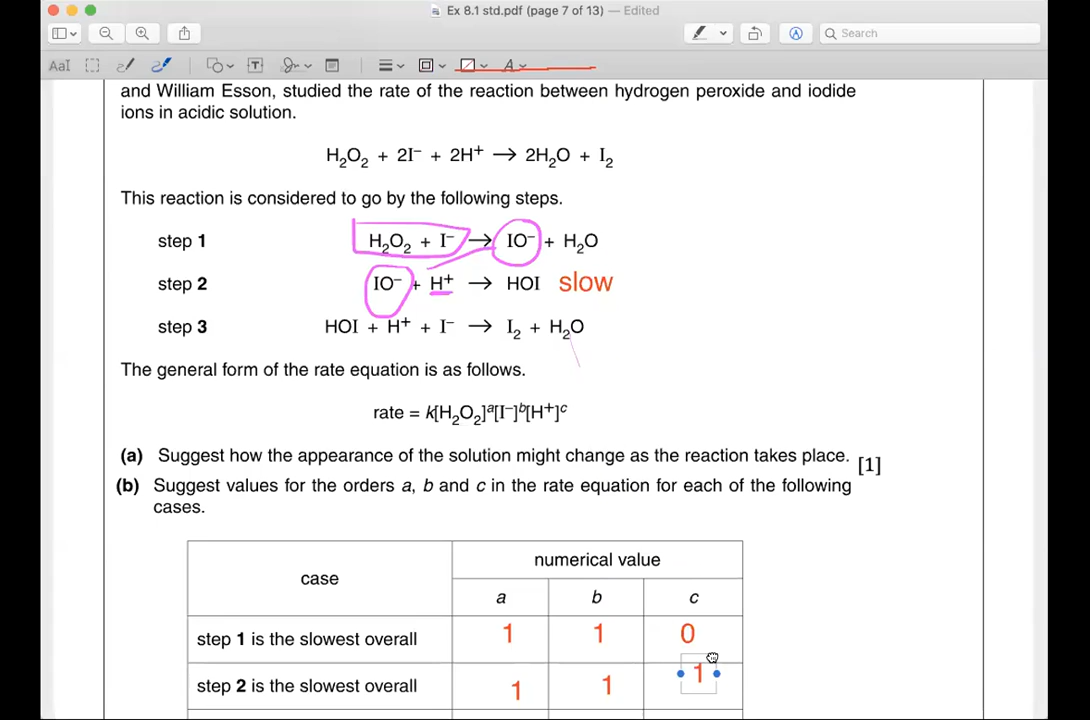 Ex 8.1 std.pdf (page 7 of 13) — Edited
Search
AaI T A
and William Esson, studied the rate of the reaction between hydrogen peroxide and iodide
ions in acidic solution.
H₂O₂ + 2I⁻ + 2H⁺ → 2H₂O + I₂
This reaction is considered to go by the following steps.
step 1 H₂O₂ + I⁻ → IO⁻ + H₂O
step 2 IO⁻ + H⁺ → HOI slow
step 3 HOI + H⁺ + I⁻ → I₂ + H₂O
The general form of the rate equation is as follows.
rate = k[H₂O₂]ᵃ[I⁻]ᵇ[H⁺]ᶜ
(a) Suggest how the appearance of the solution might change as the reaction takes place. [1]
(b) Suggest values for the orders a, b and c in the rate equation for each of the following
cases.
case numerical value
a b c
step 1 is the slowest overall 1 1 0
step 2 is the slowest overall 1 1 1